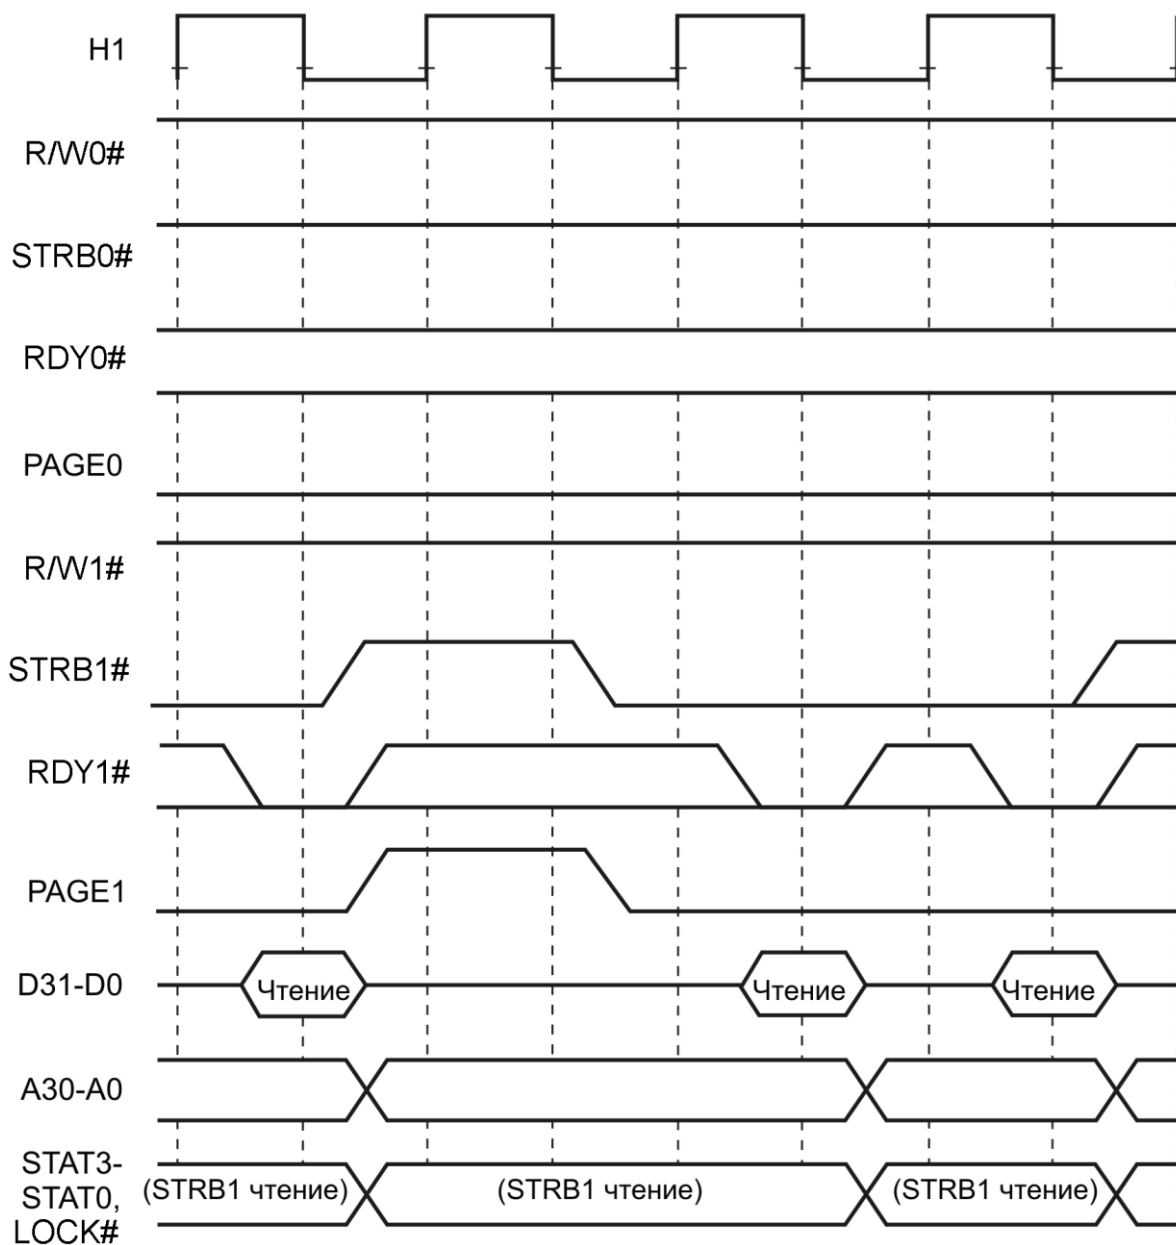 H1
R/W0#
STRB0#
RDY0#
PAGE0
R/W1#
STRB1#
RDY1#
PAGE1
D31-D0
Чтение
Чтение
Чтение
A30-A0
STAT3-
STAT0,
LOCK#
(STRB1 чтение)
(STRB1 чтение)
(STRB1 чтение)